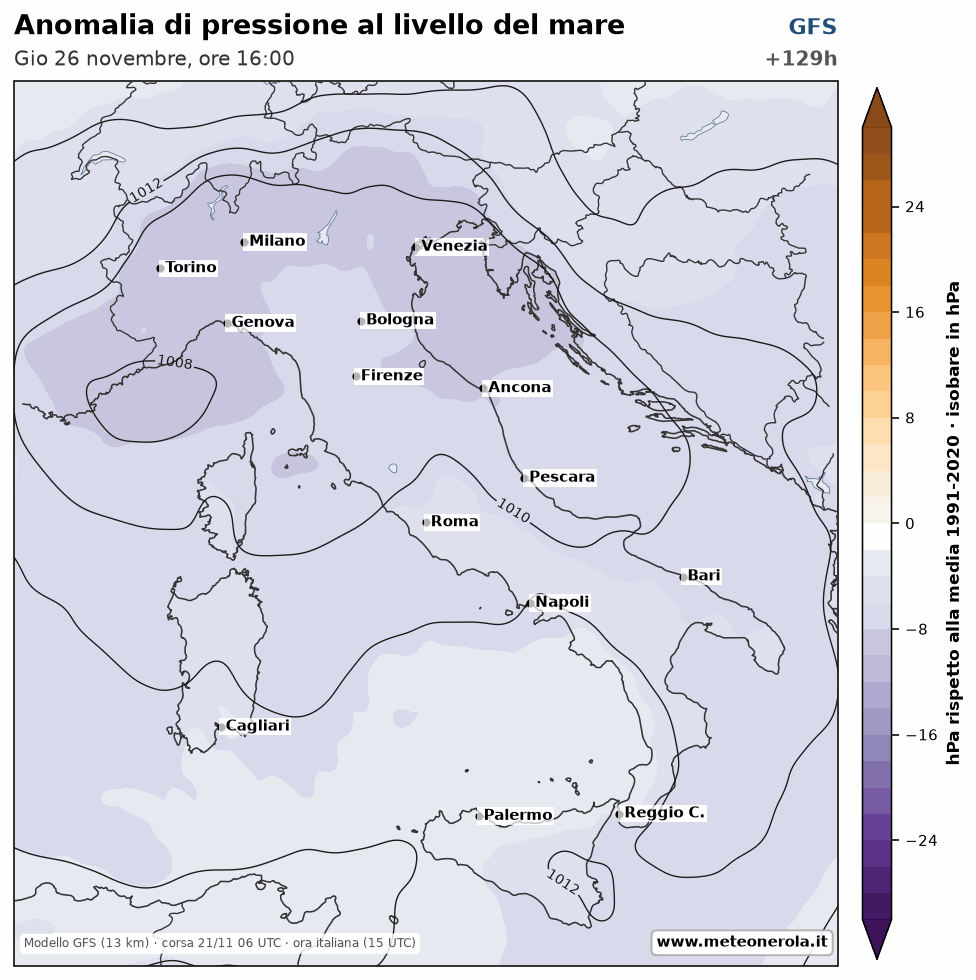 Anomalia di pressione al livello del mare
GFS
Gio 26 novembre, ore 16:00
+129h
1012
Milano
Venezia
Torino
Genova
Bologna
1008
Firenze
Ancona
Pescara
1010
Roma
Bari
Napoli
Cagliari
Palermo
Reggio C.
1012
24
16
8
0
−8
−16
−24
hPa rispetto alla media 1991-2020 · isobare in hPa
Modello GFS (13 km) · corsa 21/11 06 UTC · ora italiana (15 UTC)
www.meteonerola.it